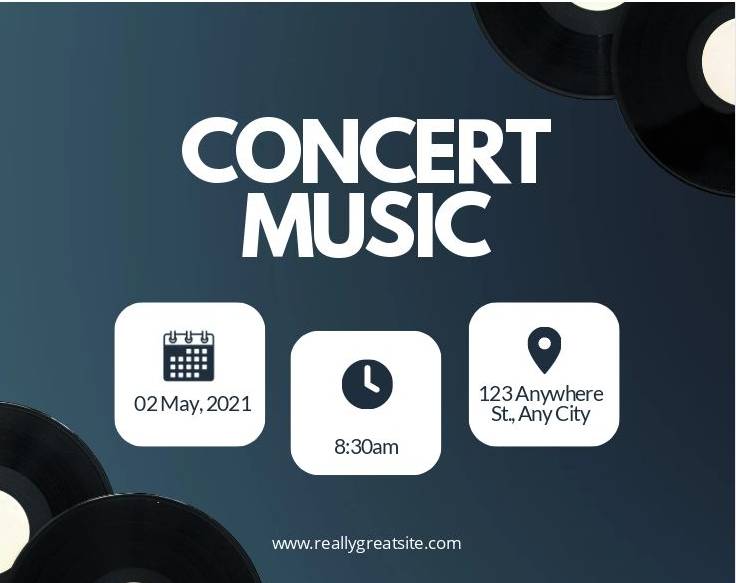 CONCERT
MUSIC
02 May, 2021
8:30am
123 Anywhere
St., Any City
www.reallygreatsite.com